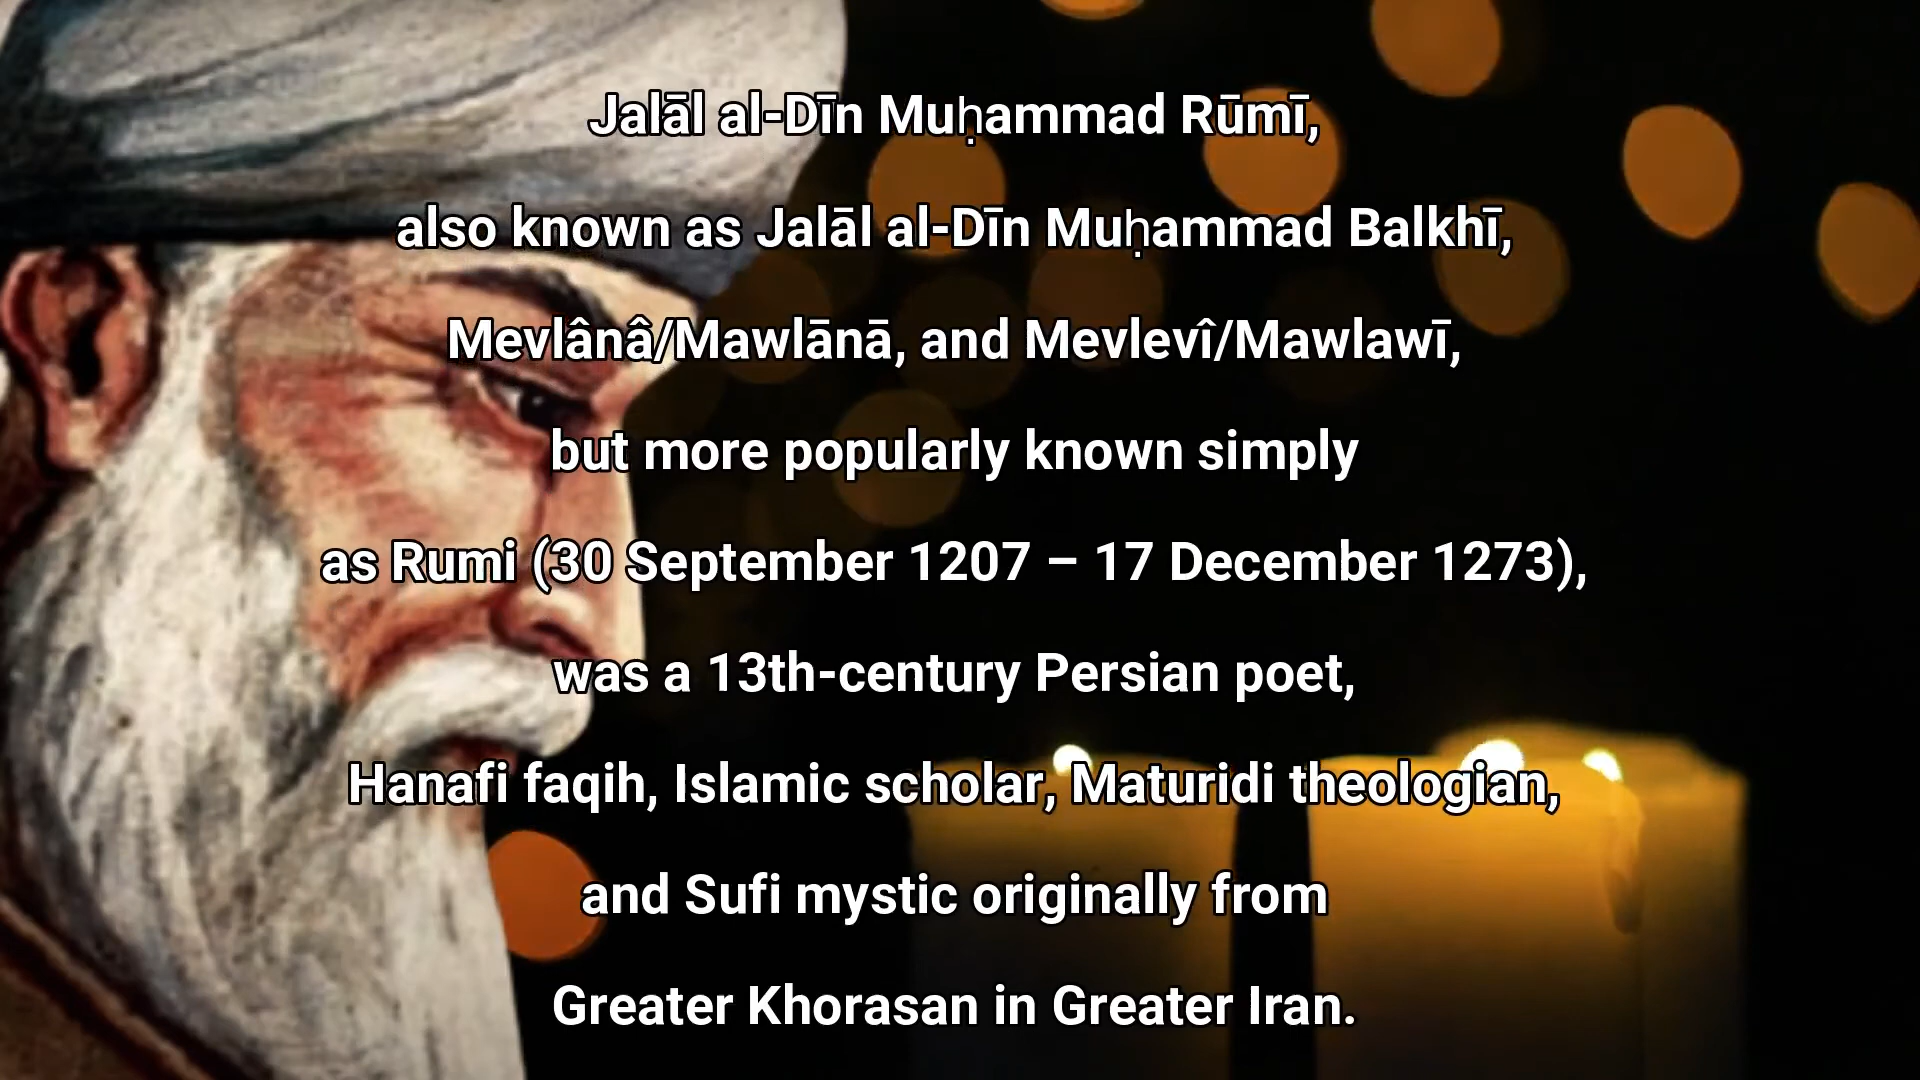 Jalāl al-Dīn Muḥammad Rūmī,
also known as Jalāl al-Dīn Muḥammad Balkhī,
Mevlânâ/Mawlānā, and Mevlevî/Mawlawī,
but more popularly known simply
as Rumi (30 September 1207 – 17 December 1273),
was a 13th-century Persian poet,
Hanafi faqih, Islamic scholar, Maturidi theologian,
and Sufi mystic originally from
Greater Khorasan in Greater Iran.